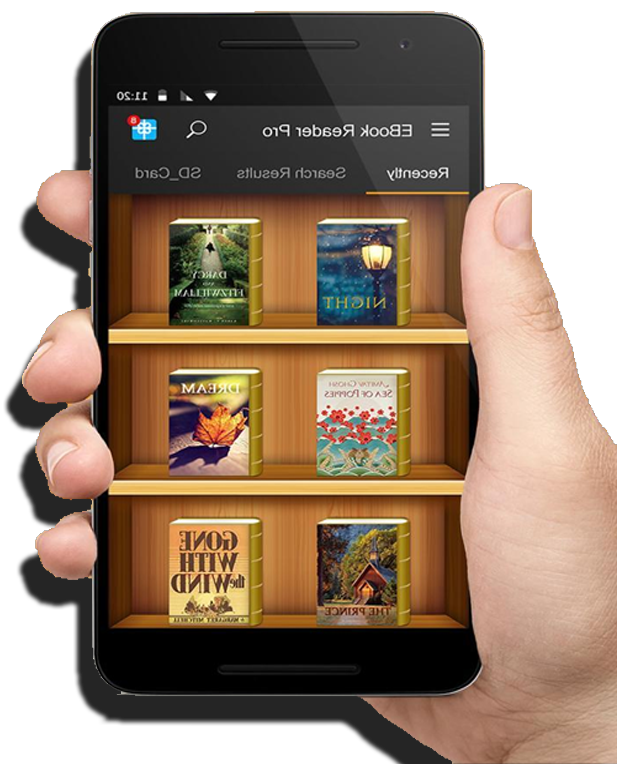 11:20
EBook Reader Pro 8
Recently Search Results SD_Card
NIGHT
DARCY
AND
FITZWILLIAM
AMITAV GHOSH
SEA OF POPPIES
DREAM
THE PRINCE
GONE
WITH
the WIND
MARGARET MITCHELL